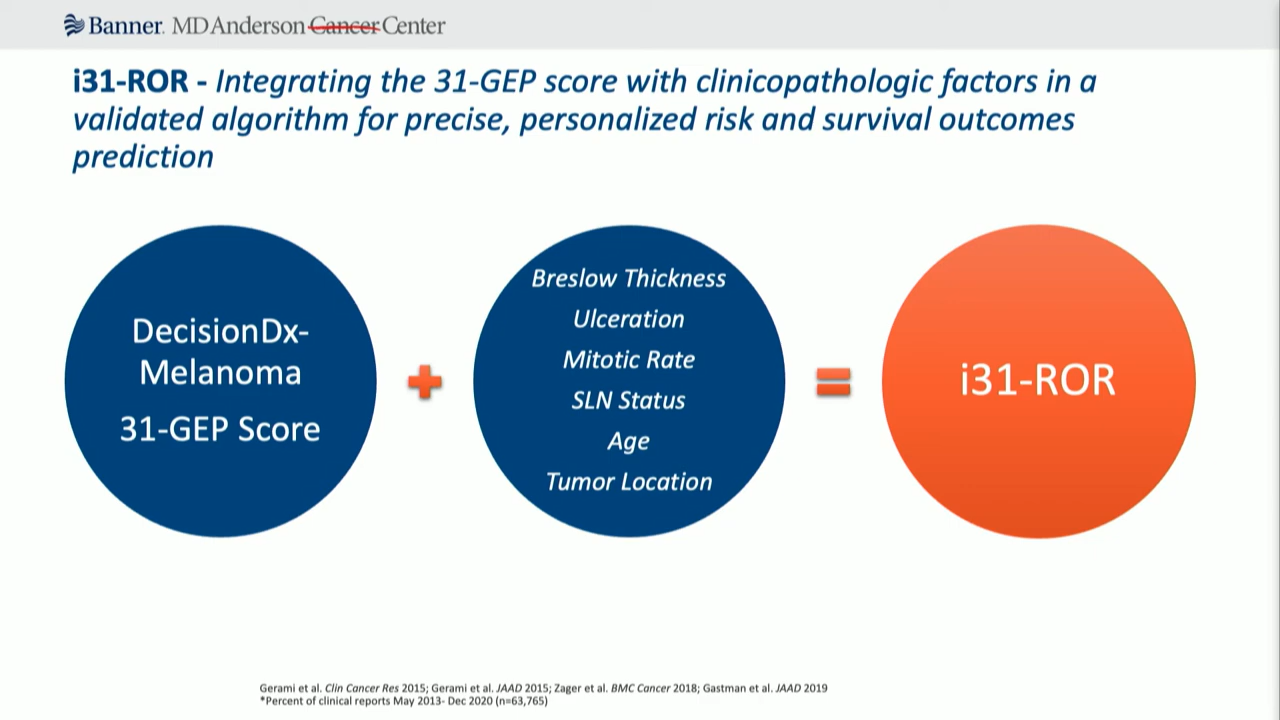 Banner. MD Anderson Cancer Center
i31-ROR - Integrating the 31-GEP score with clinicopathologic factors in a
validated algorithm for precise, personalized risk and survival outcomes
prediction
DecisionDx-
Melanoma
31-GEP Score
Breslow Thickness
Ulceration
Mitotic Rate
SLN Status
Age
Tumor Location
i31-ROR
Gerami et al. Clin Cancer Res 2015; Gerami et al. JAAD 2015; Zager et al. BMC Cancer 2018; Gastman et al. JAAD 2019
*Percent of clinical reports May 2013- Dec 2020 (n=63,765)